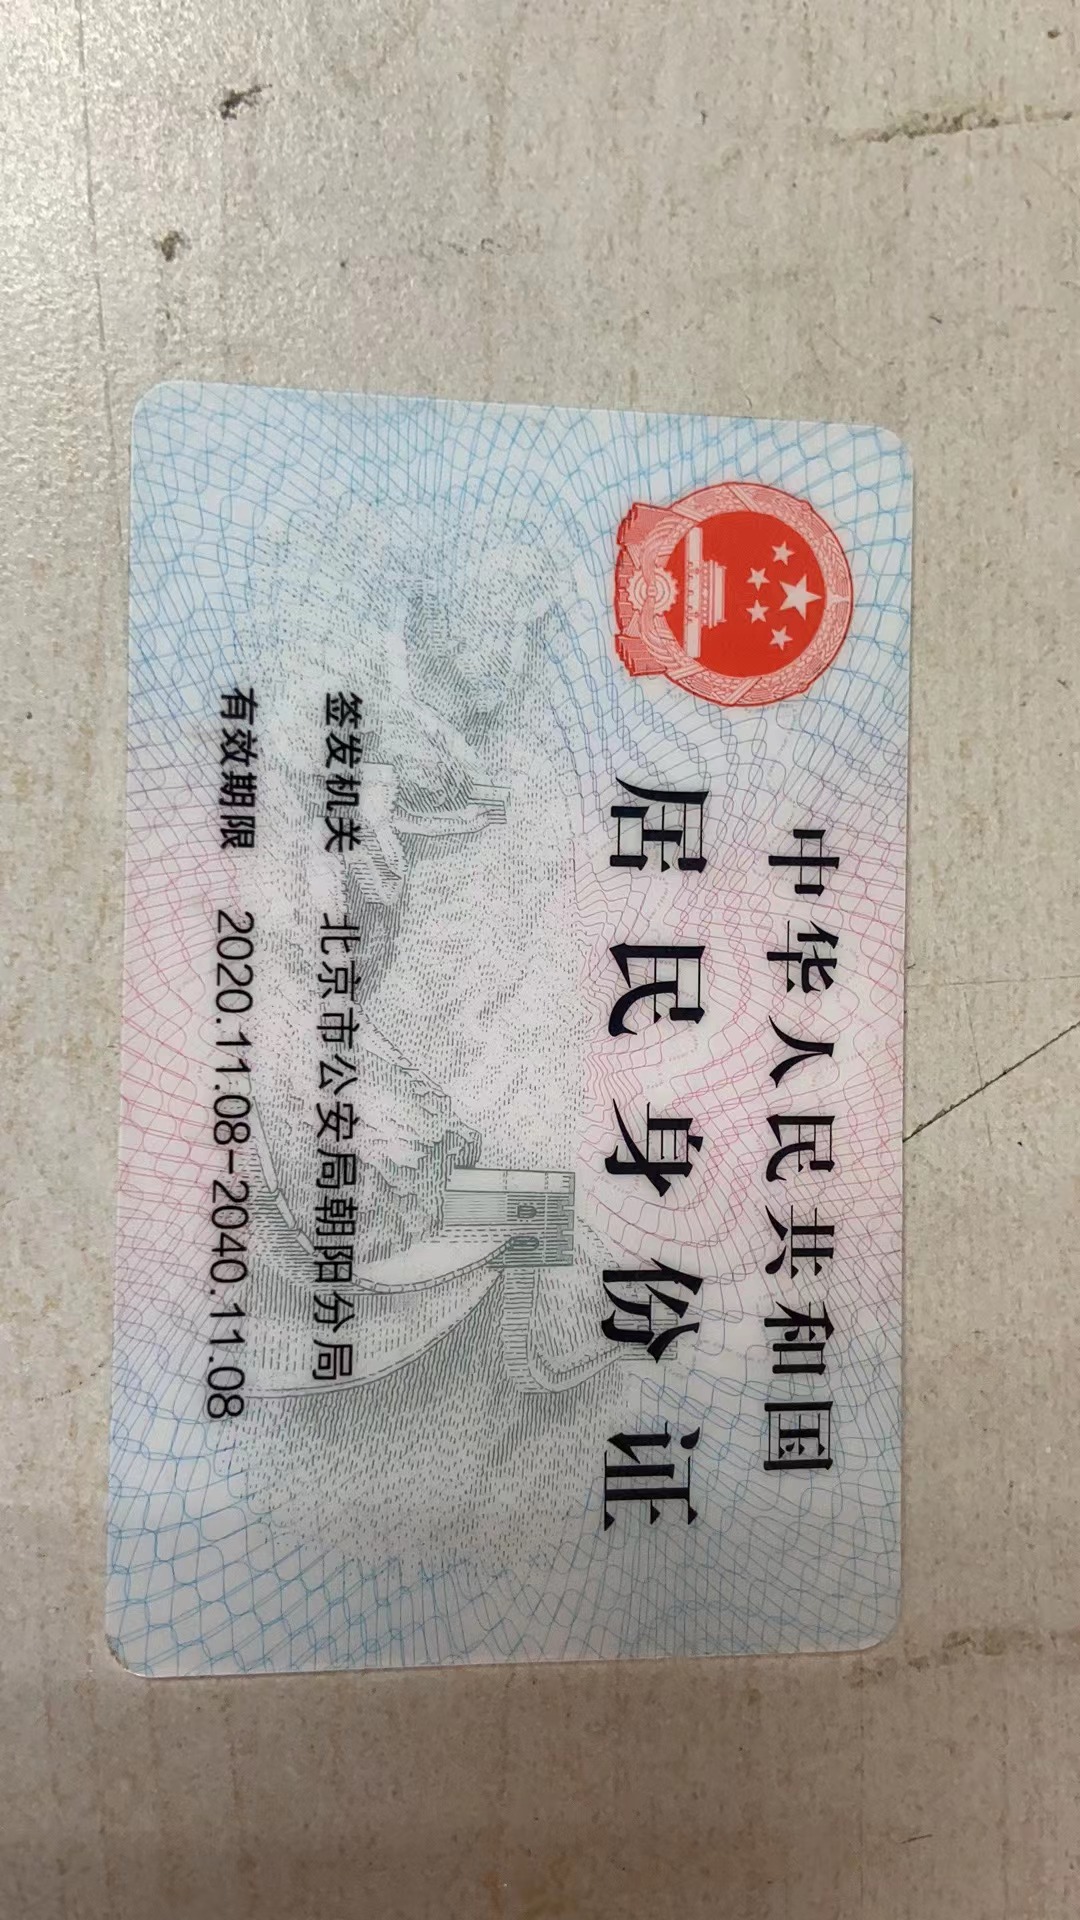 中华人民共和国
居民身份证
签发机关 北京市公安局朝阳分局
有效期限 2020.11.08-2040.11.08